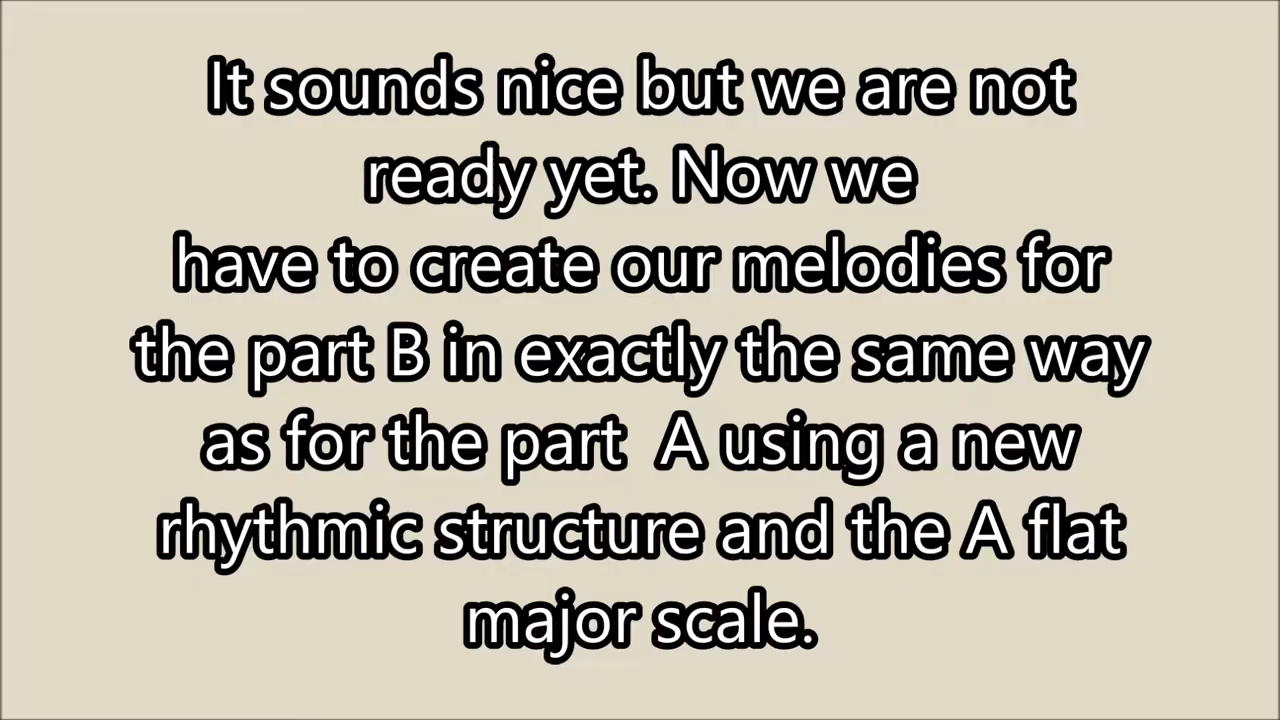 It sounds nice but we are not
ready yet. Now we
have to create our melodies for
the part B in exactly the same way
as for the part  A using a new
rhythmic structure and the A flat
major scale.